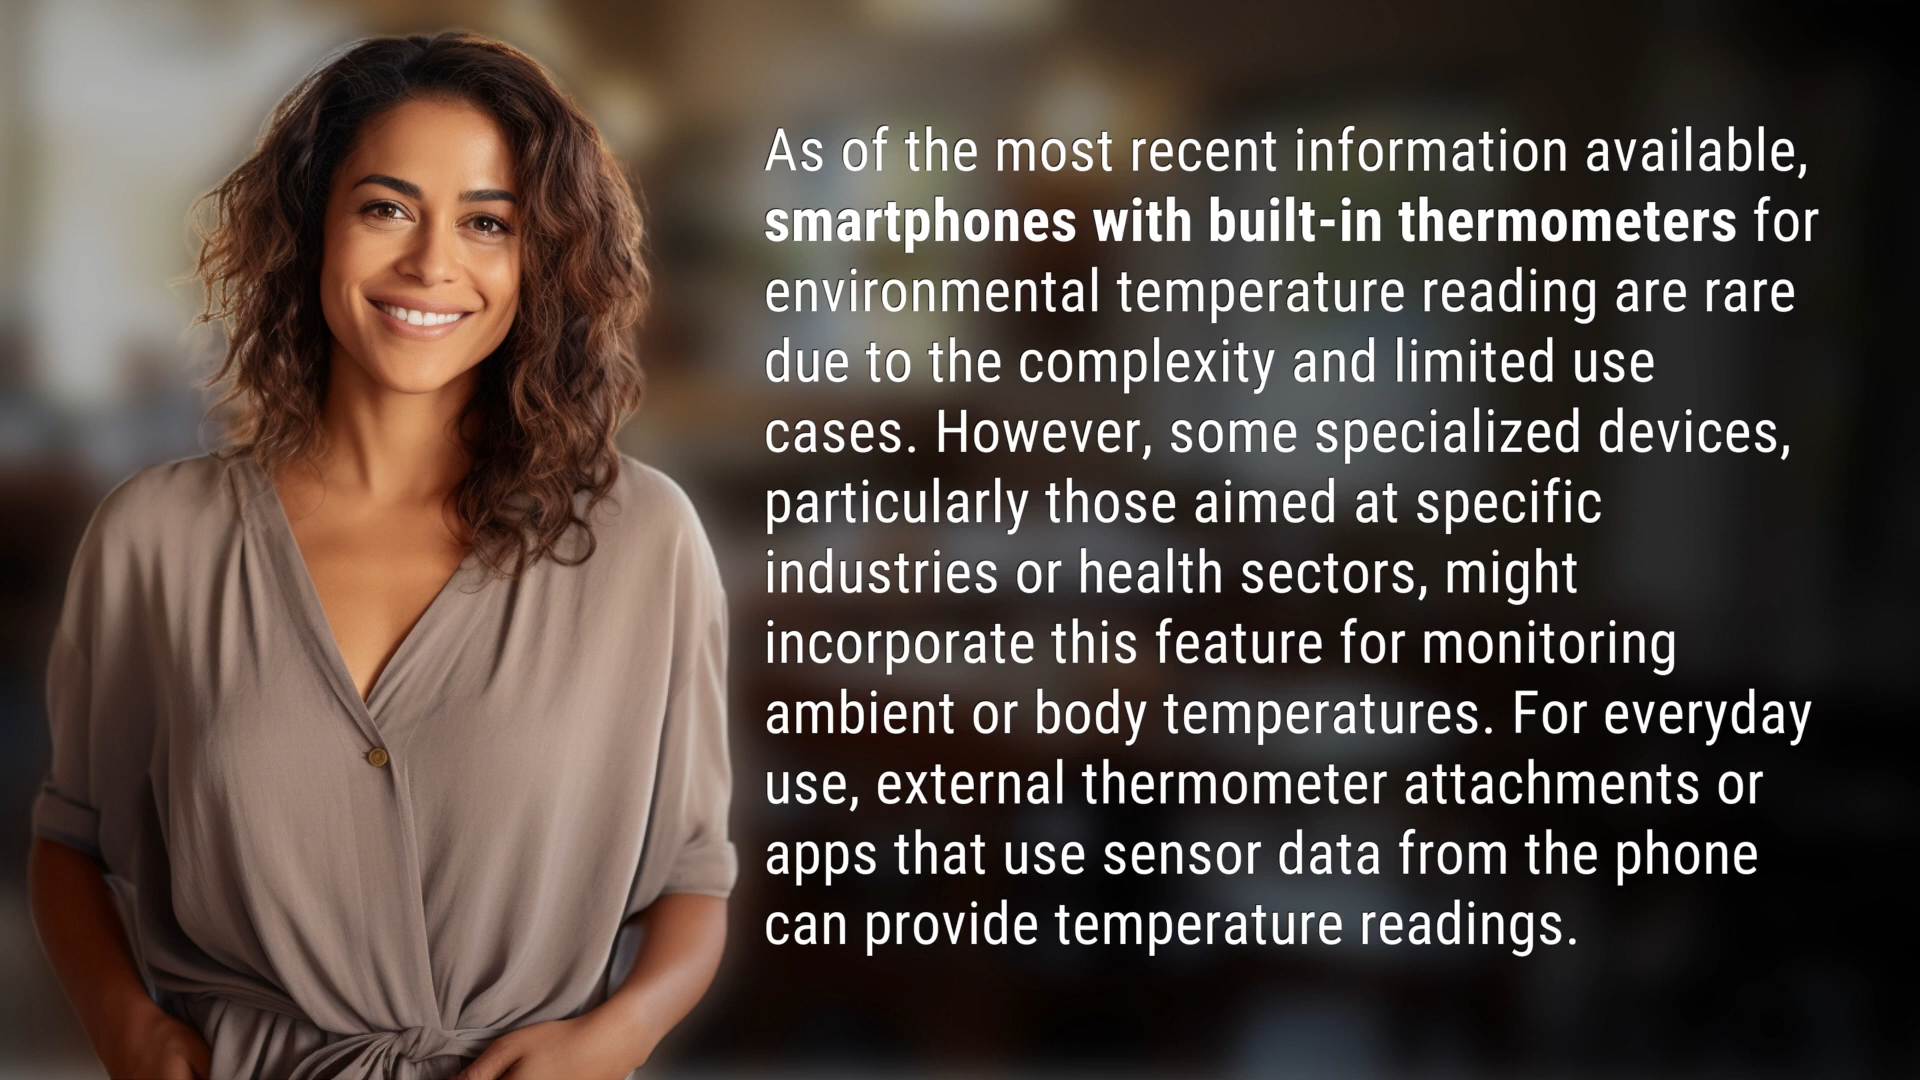 As of the most recent information available,
smartphones with built-in thermometers for
environmental temperature reading are rare
due to the complexity and limited use
cases. However, some specialized devices,
particularly those aimed at specific
industries or health sectors, might
incorporate this feature for monitoring
ambient or body temperatures. For everyday
use, external thermometer attachments or
apps that use sensor data from the phone
can provide temperature readings.